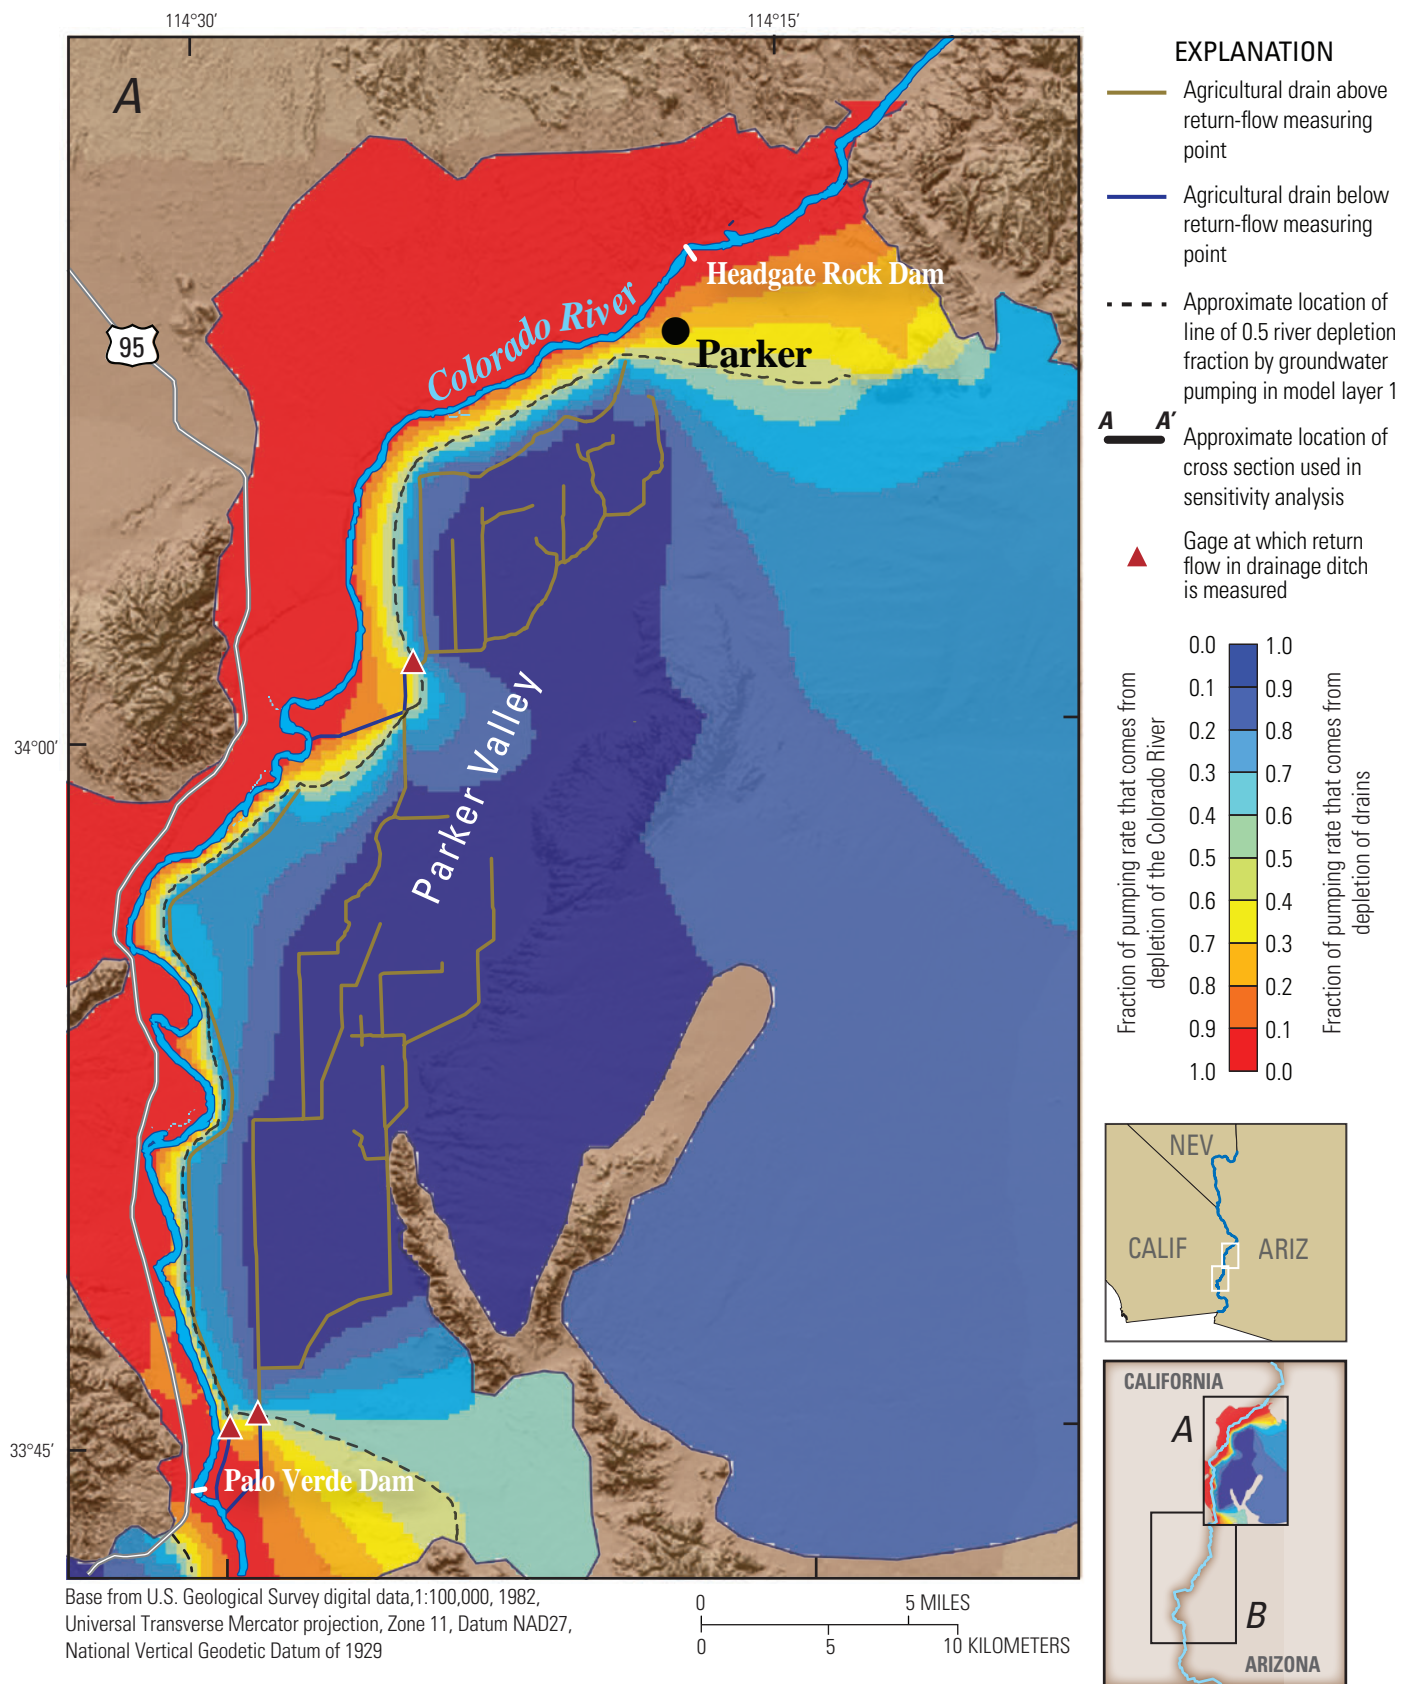 114°30'
114°15'
A
95
Colorado River
Headgate Rock Dam
Parker
Parker Valley
34°00'
33°45'
Palo Verde Dam
Base from U.S. Geological Survey digital data,1:100,000, 1982,
Universal Transverse Mercator projection, Zone 11, Datum NAD27,
National Vertical Geodetic Datum of 1929
0
5 MILES
0
5
10 KILOMETERS
EXPLANATION
Agricultural drain above
return-flow measuring
point
Agricultural drain below
return-flow measuring
point
Approximate location of
line of 0.5 river depletion
fraction by groundwater
pumping in model layer 1
A A'
Approximate location of
cross section used in
sensitivity analysis
Gage at which return
flow in drainage ditch
is measured
Fraction of pumping rate that comes from
depletion of the Colorado River
0.0 1.0
0.1 0.9
0.2 0.8
0.3 0.7
0.4 0.6
0.5 0.5
0.6 0.4
0.7 0.3
0.8 0.2
0.9 0.1
1.0 0.0
Fraction of pumping rate that comes from
depletion of drains
NEV
CALIF
ARIZ
CALIFORNIA
A
B
ARIZONA